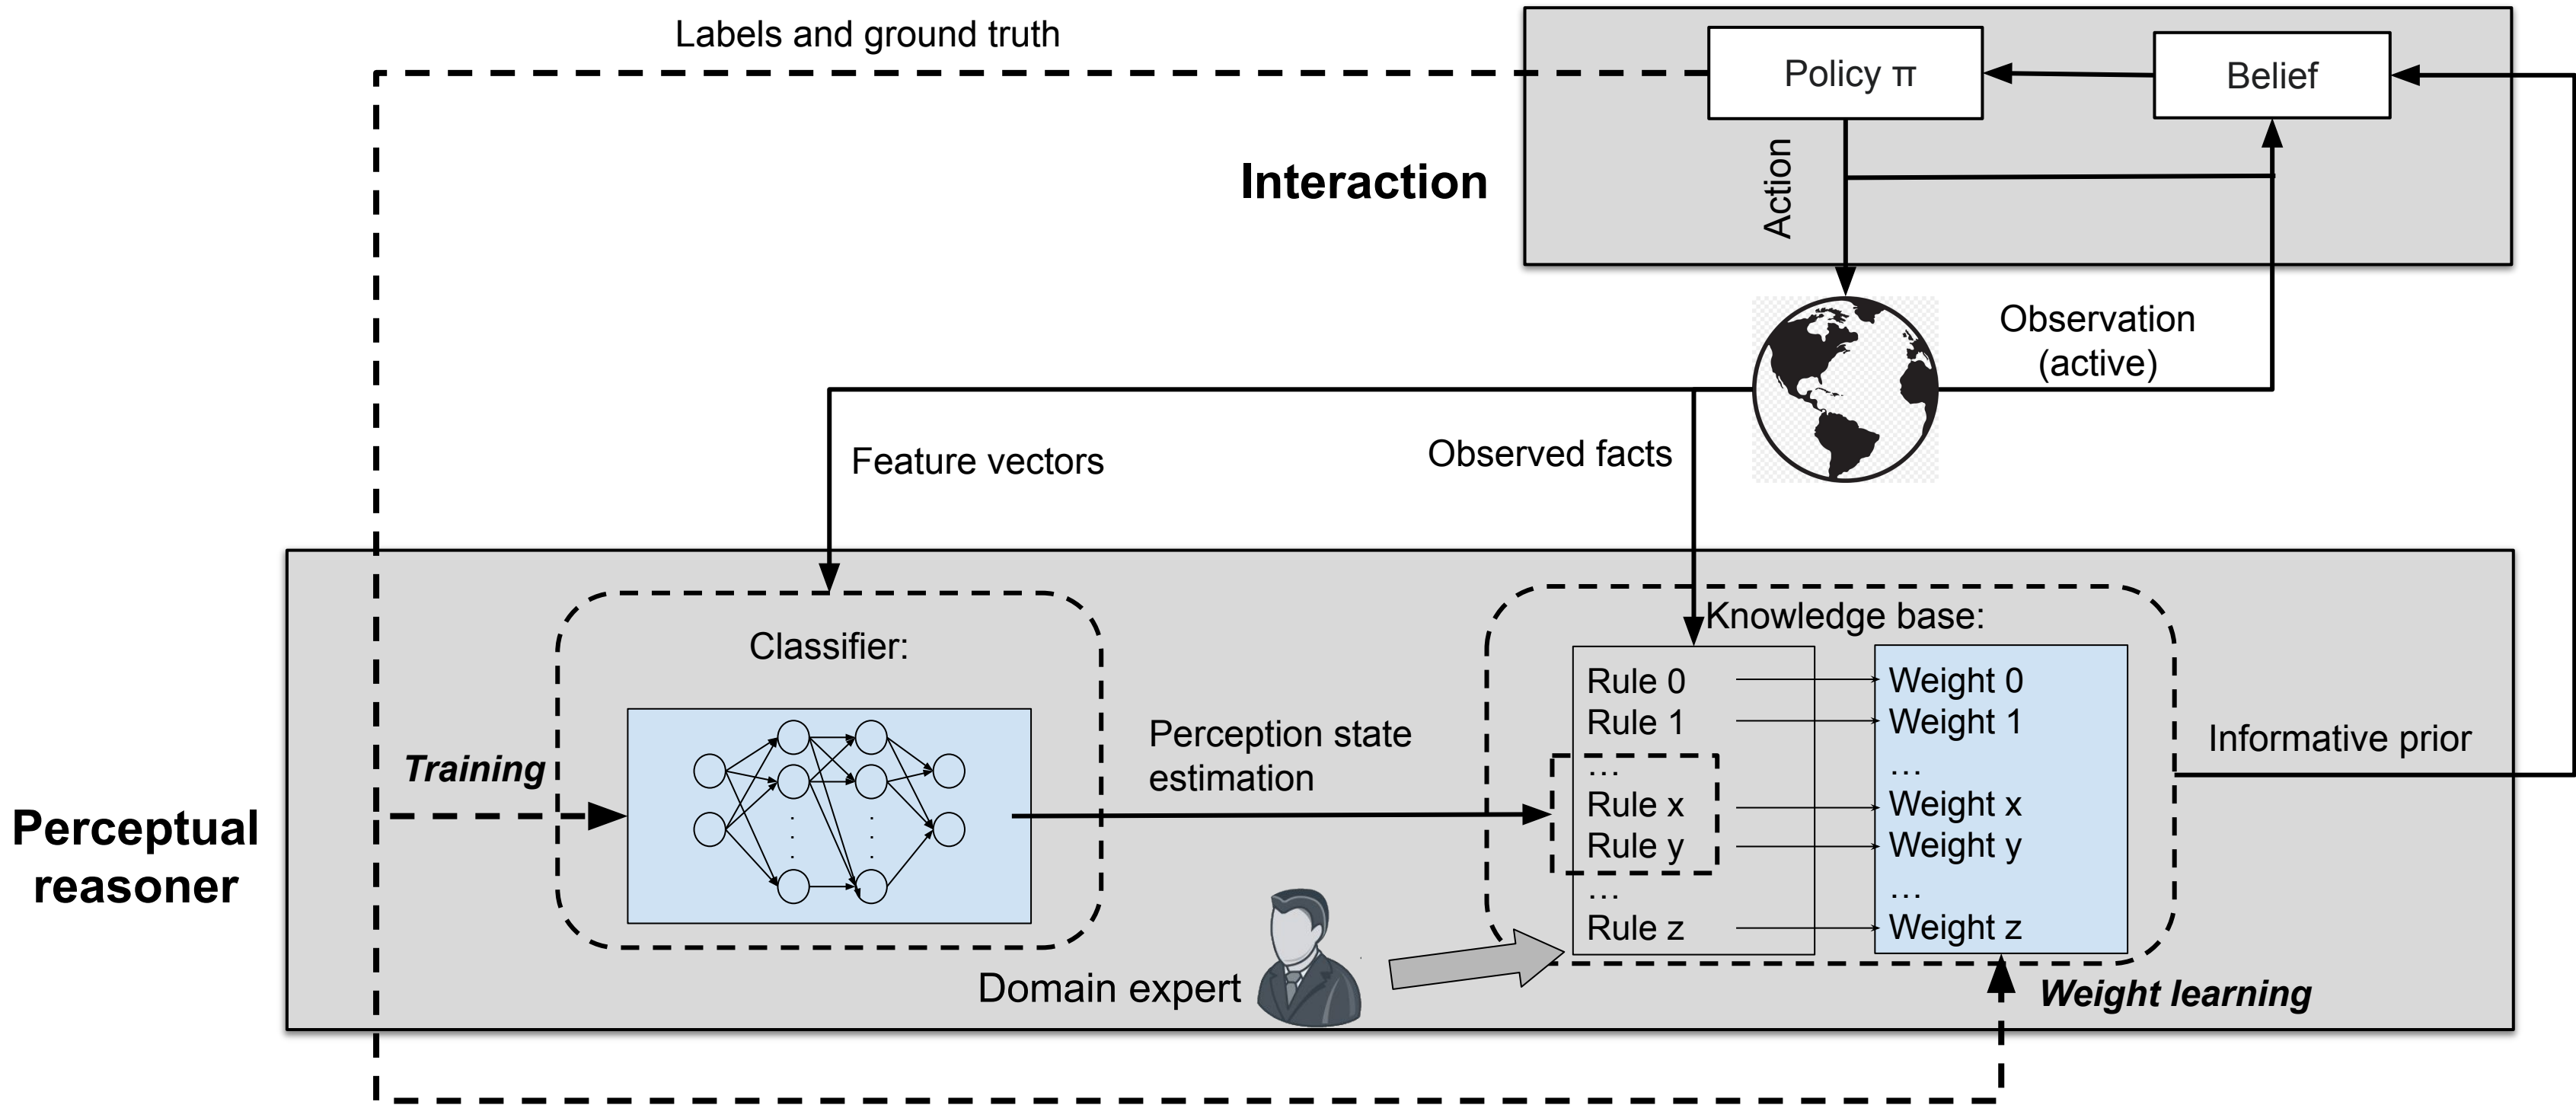 Labels and ground truth
Policy π
Belief
Action
Interaction
Observation
(active)
Feature vectors
Observed facts
Classifier:
Knowledge base:
Rule 0
Rule 1
…
Rule x
Rule y
…
Rule z
Weight 0
Weight 1
…
Weight x
Weight y
…
Weight z
Training
Perception state
estimation
Informative prior
Perceptual
reasoner
Domain expert
Weight learning